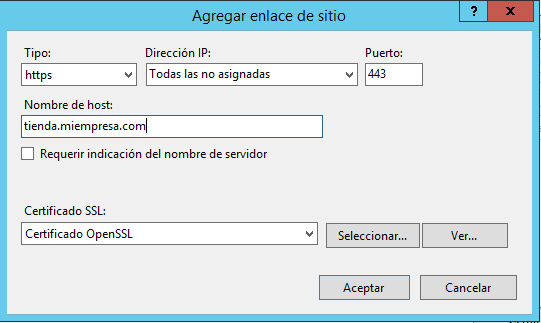 Agregar enlace de sitio
? x
Tipo: Dirección IP: Puerto:
https Todas las no asignadas 443
Nombre de host:
tienda.miempresa.com
Requerir indicación del nombre de servidor
Certificado SSL:
Certificado OpenSSL Seleccionar... Ver...
Aceptar Cancelar